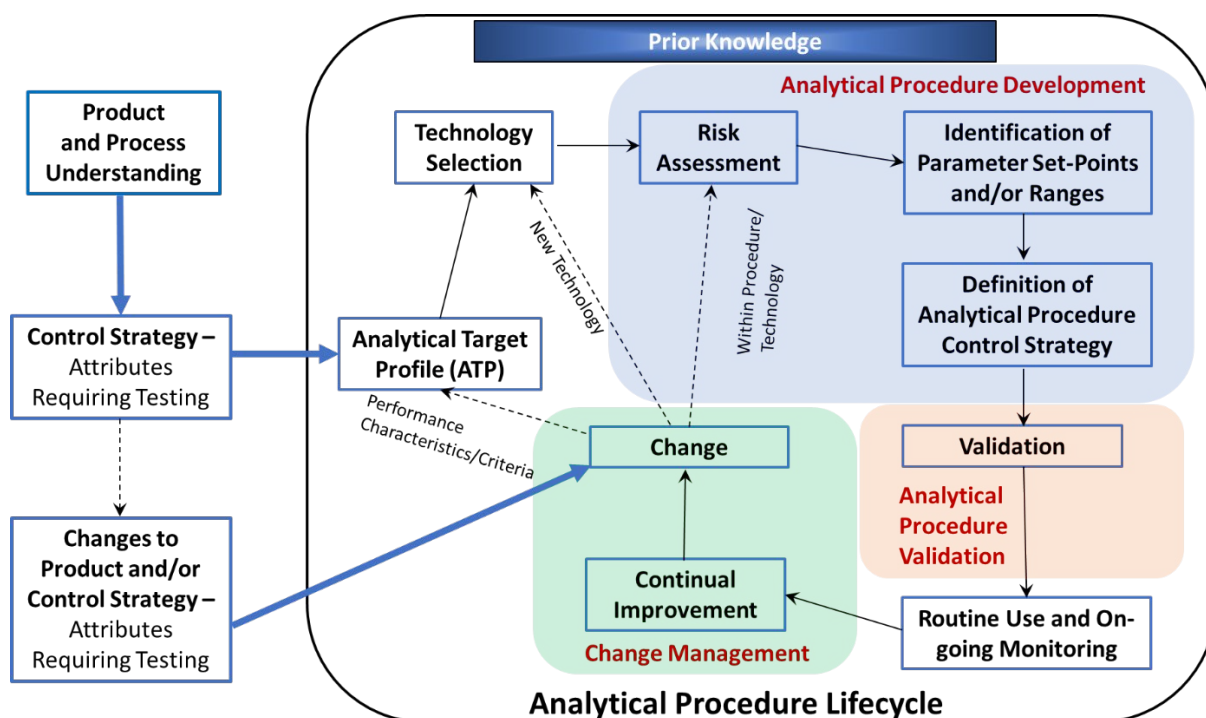 Prior Knowledge
Analytical Procedure Development
Product
and Process
Understanding
Technology
Selection
Risk
Assessment
Identification of
Parameter Set-Points
and/or Ranges
New Technology
Within Procedure/
Technology
Control Strategy –
Attributes
Requiring Testing
Analytical Target
Profile (ATP)
Definition of
Analytical Procedure
Control Strategy
Performance
Characteristics/Criteria
Change
Validation
Analytical
Procedure
Validation
Changes to
Product and/or
Control Strategy –
Attributes
Requiring Testing
Continual
Improvement
Change Management
Routine Use and On-
going Monitoring
Analytical Procedure Lifecycle